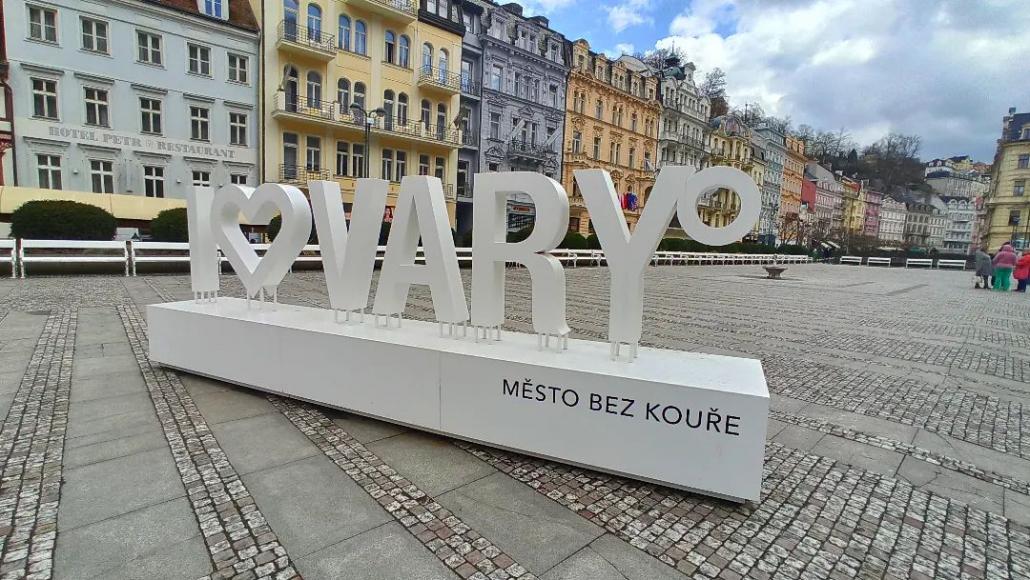 HOTEL PETR RESTAURANT
I ♥ VARY°
MĚSTO BEZ KOUŘE